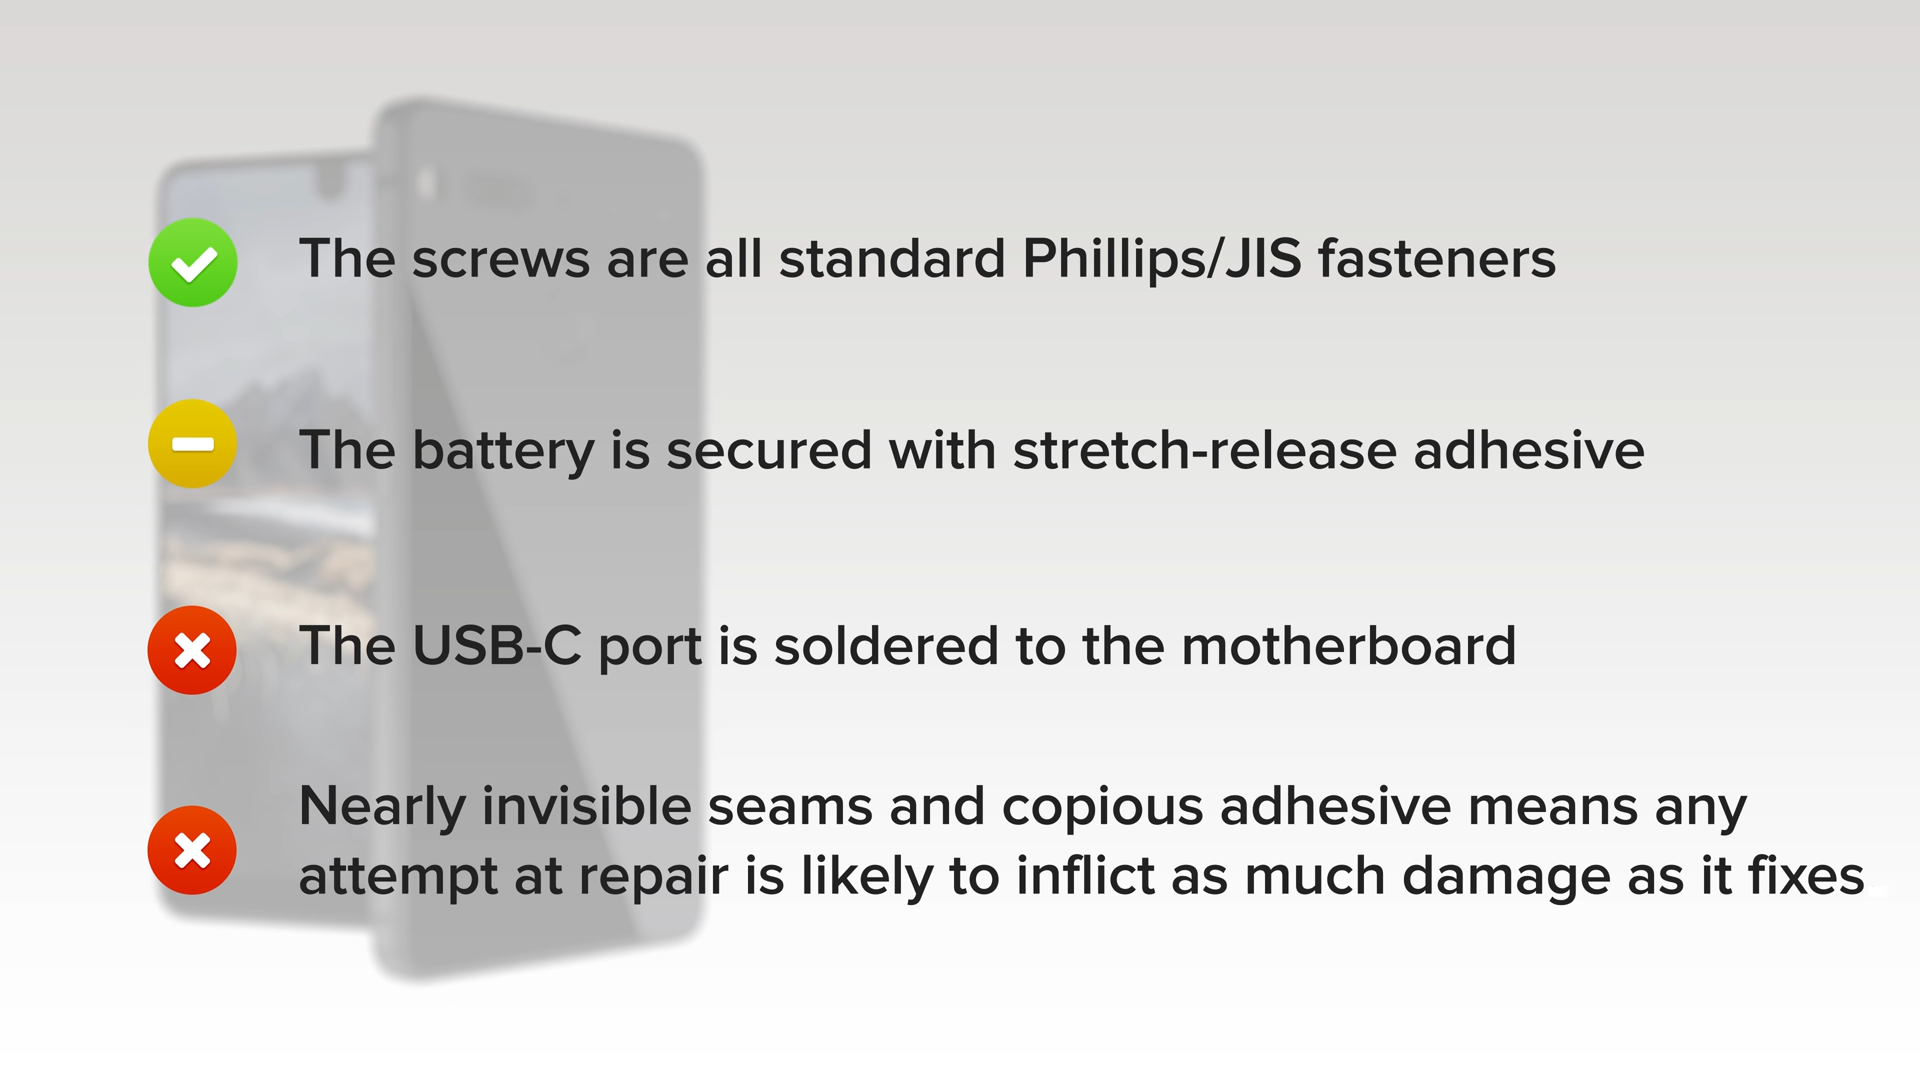 The screws are all standard Phillips/JIS fasteners
The battery is secured with stretch-release adhesive
The USB-C port is soldered to the motherboard
Nearly invisible seams and copious adhesive means any
attempt at repair is likely to inflict as much damage as it fixes